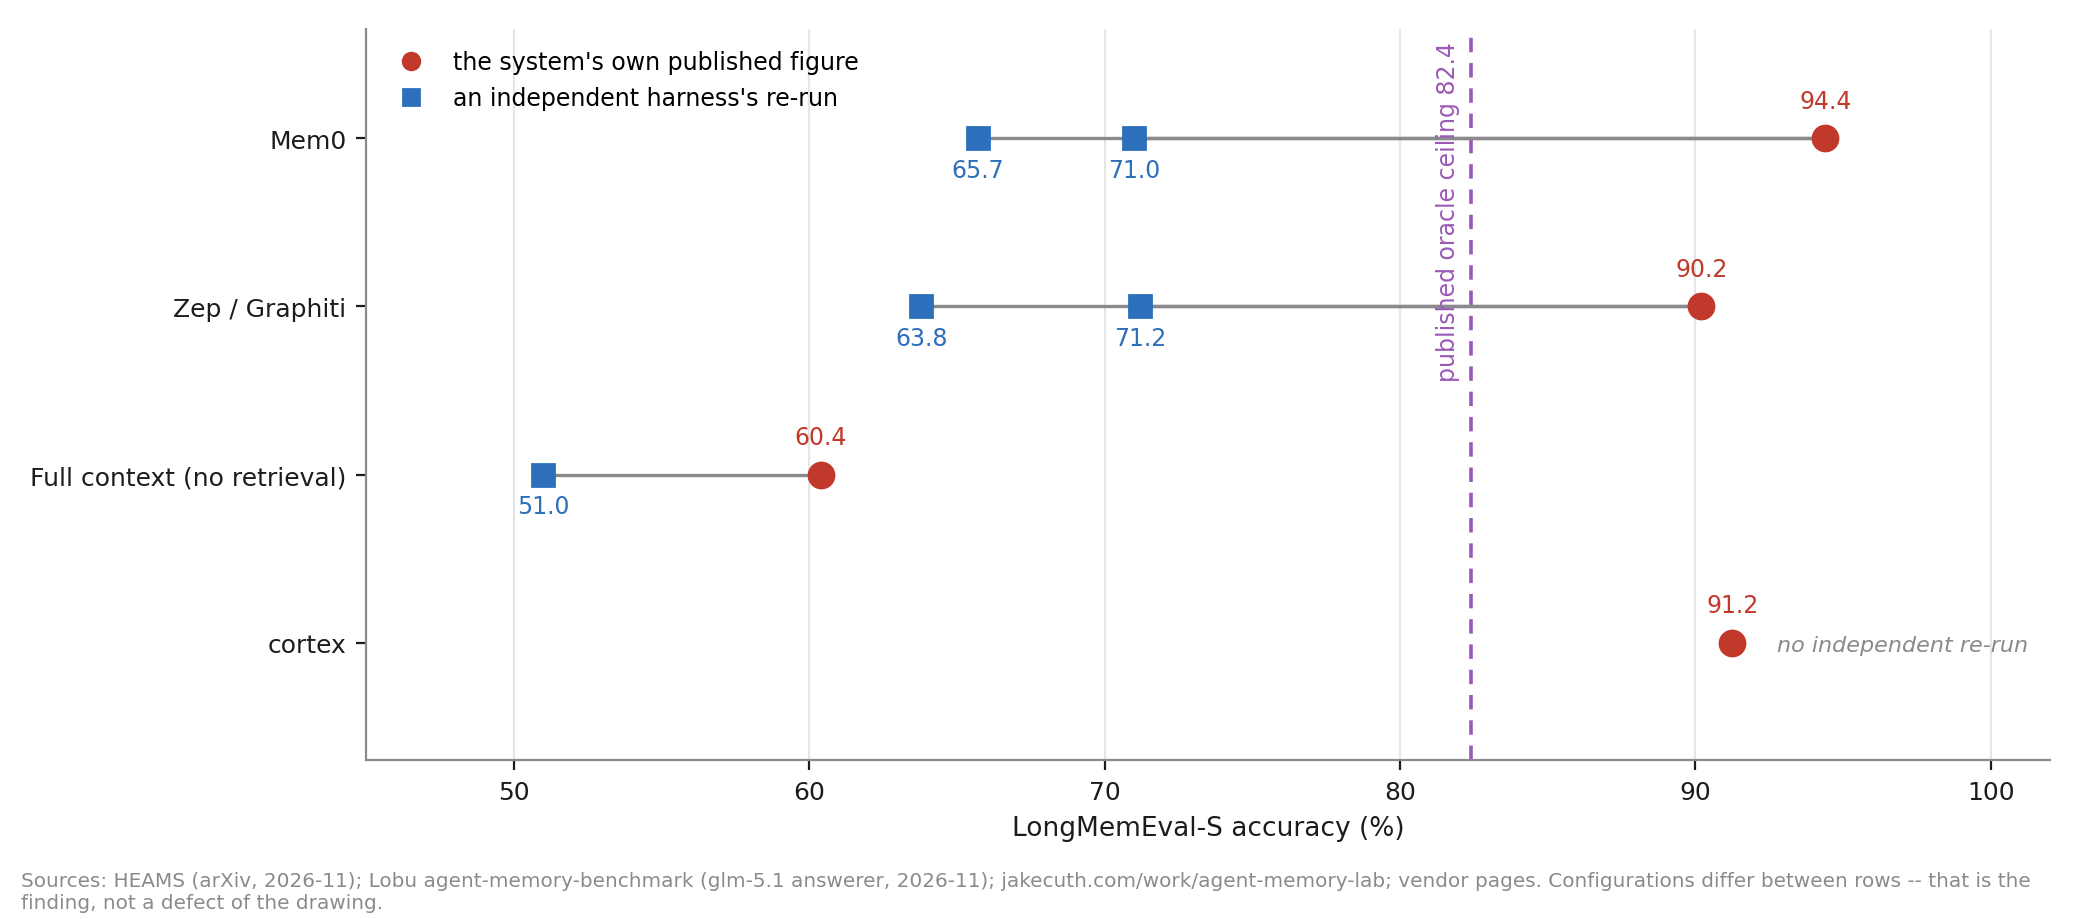 the system's own published figure
an independent harness's re-run
published oracle ceiling 82.4
Mem0
94.4
65.7
71.0
Zep / Graphiti
90.2
63.8
71.2
Full context (no retrieval)
60.4
51.0
cortex
91.2
no independent re-run
50
60
70
80
90
100
LongMemEval-S accuracy (%)
Sources: HEAMS (arXiv, 2026-11); Lobu agent-memory-benchmark (glm-5.1 answerer, 2026-11); jakecuth.com/work/agent-memory-lab; vendor pages. Configurations differ between rows -- that is the
finding, not a defect of the drawing.